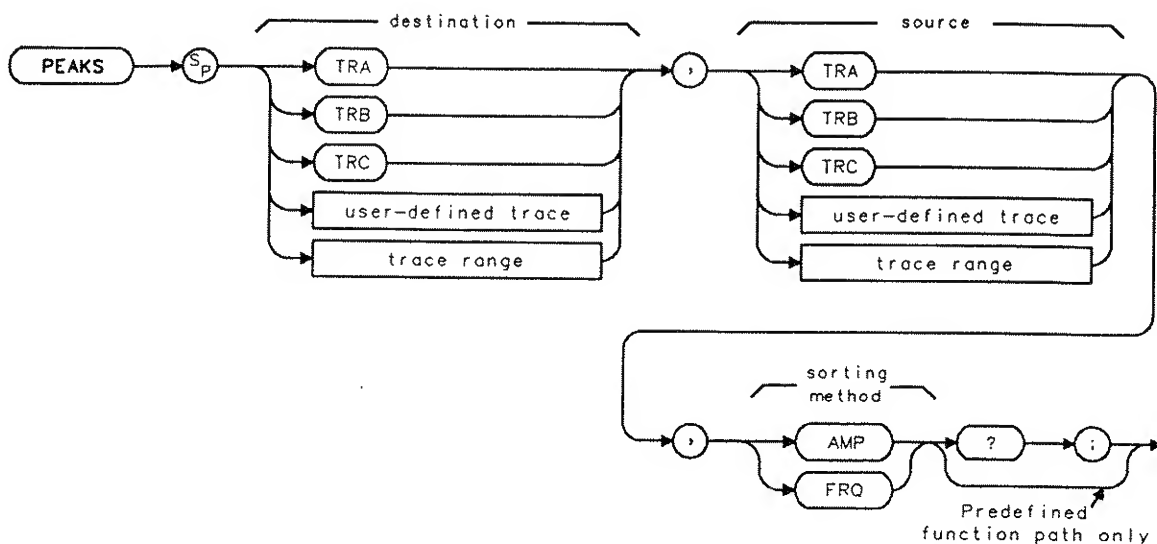 destination
source
PEAKS
SP
TRA
,
TRA
TRB
TRB
TRC
TRC
user-defined trace
user-defined trace
trace range
trace range
sorting
method
,
AMP
?
;
FRQ
Predefined
function path only